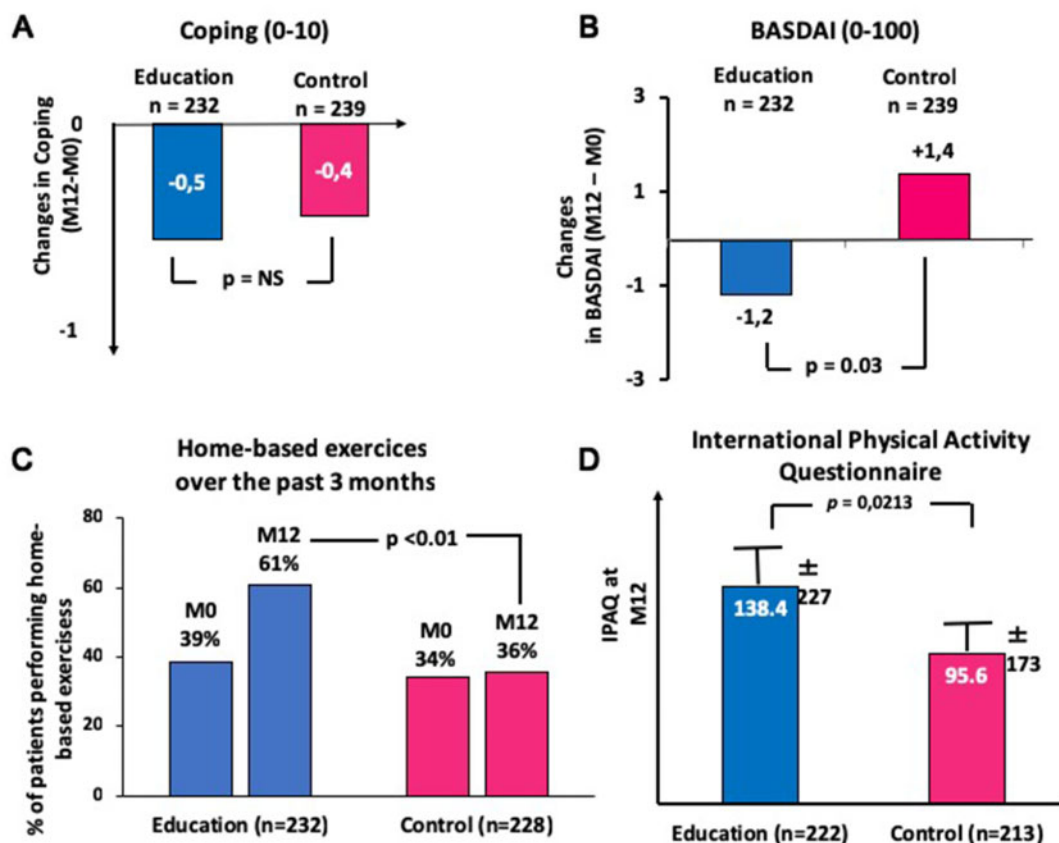 A
Coping (0-10)
Education
n = 232
Control
n = 239
0
-1
Changes in Coping
(M12-M0)
-0,5
-0,4
p = NS
B
BASDAI (0-100)
Education
n = 232
Control
n = 239
3
1
-1
-3
Changes
in BASDAI (M12 – M0)
+1,4
-1,2
p = 0.03
C
Home-based exercices
over the past 3 months
% of patients performing home-
based exercisess
80
60
40
20
0
M0
39%
M12
61%
p <0.01
M0
34%
M12
36%
Education (n=232)
Control (n=228)
D
International Physical Activity
Questionnaire
p = 0,0213
IPAQ at
M12
138.4
±
227
95.6
±
173
Education (n=222)
Control (n=213)